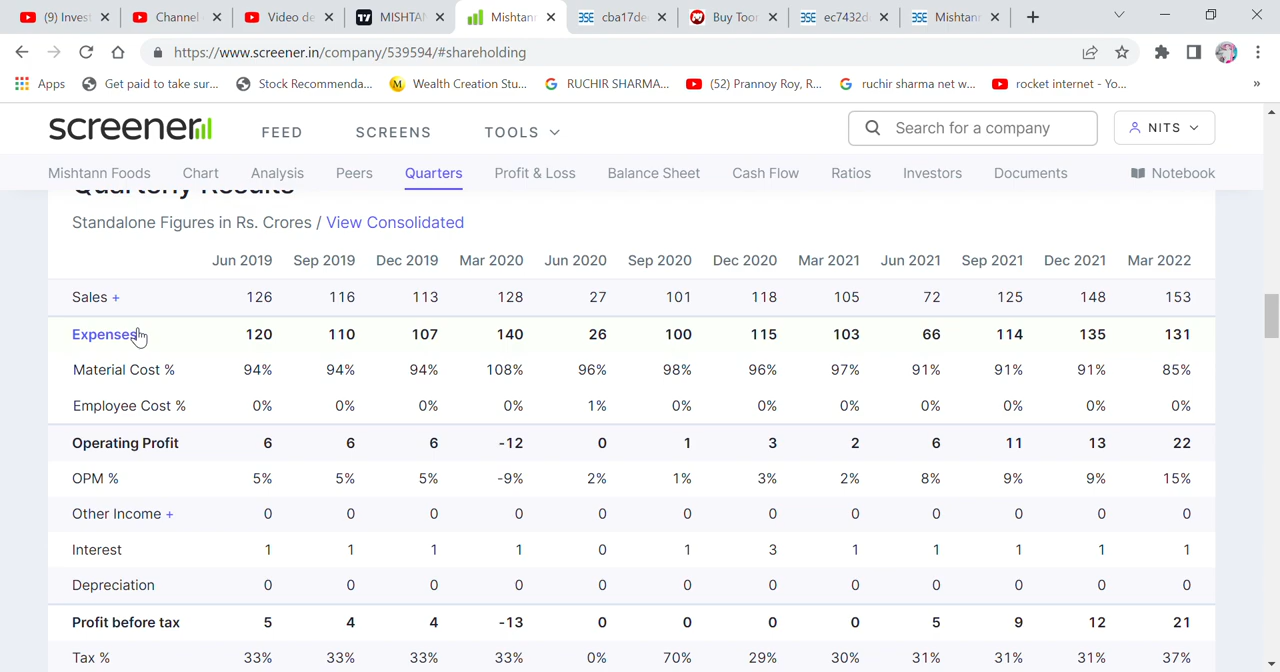 (9) Invest
Channel
Video de
MISHTAN
Mishtann
cba17de
Buy Toor
ec7432d
Mishtann
https://www.screener.in/company/539594/#shareholding
Apps
Get paid to take sur...
Stock Recommenda...
Wealth Creation Stu...
RUCHIR SHARMA...
(52) Prannoy Roy, R...
ruchir sharma net w...
rocket internet - Yo...
»
screener
FEED
SCREENS
TOOLS
Search for a company
NITS
Mishtann Foods Chart Analysis Peers Quarters Profit & Loss Balance Sheet Cash Flow Ratios Investors Documents Notebook
Quarterly Results
Standalone Figures in Rs. Crores / View Consolidated
Jun 2019 Sep 2019 Dec 2019 Mar 2020 Jun 2020 Sep 2020 Dec 2020 Mar 2021 Jun 2021 Sep 2021 Dec 2021 Mar 2022
Sales + 126 116 113 128 27 101 118 105 72 125 148 153
Expenses 120 110 107 140 26 100 115 103 66 114 135 131
Material Cost % 94% 94% 94% 108% 96% 98% 96% 97% 91% 91% 91% 85%
Employee Cost % 0% 0% 0% 0% 1% 0% 0% 0% 0% 0% 0% 0%
Operating Profit 6 6 6 -12 0 1 3 2 6 11 13 22
OPM % 5% 5% 5% -9% 2% 1% 3% 2% 8% 9% 9% 15%
Other Income + 0 0 0 0 0 0 0 0 0 0 0 0
Interest 1 1 1 1 0 1 3 1 1 1 1 1
Depreciation 0 0 0 0 0 0 0 0 0 0 0 0
Profit before tax 5 4 4 -13 0 0 0 0 5 9 12 21
Tax % 33% 33% 33% 33% 0% 70% 29% 30% 31% 31% 31% 37%